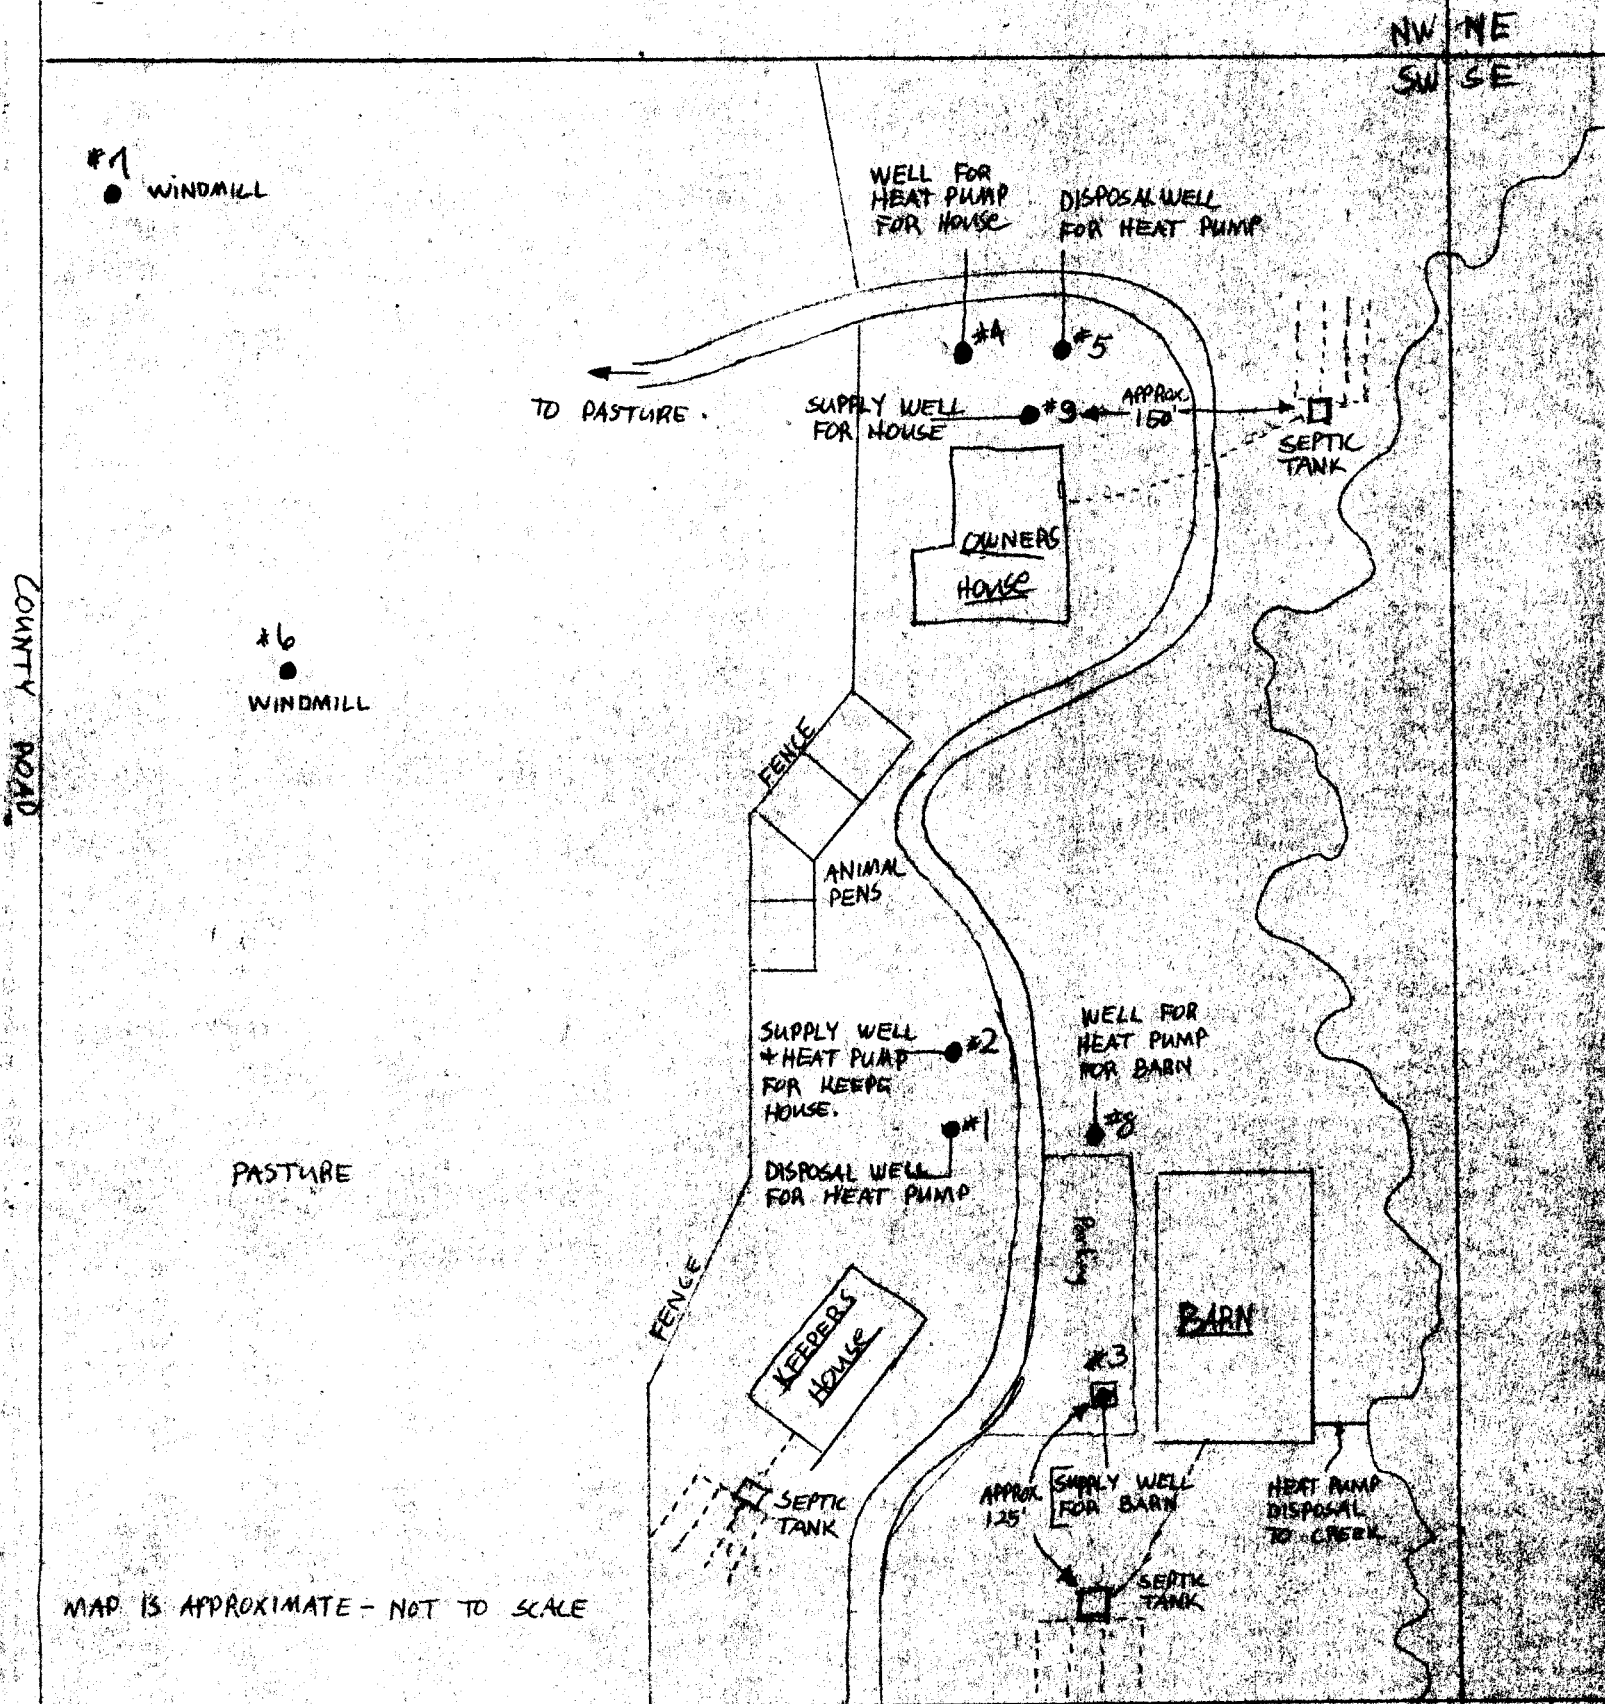 NW NE
SW SE
#7
WINDMILL
WELL FOR
HEAT PUMP
FOR HOUSE
DISPOSAL WELL
FOR HEAT PUMP
#4
#5
TO PASTURE.
SUPPLY WELL
FOR HOUSE
#9
APPROX.
150'
SEPTIC
TANK
OWNERS
HOUSE
COUNTY ROAD
#6
WINDMILL
FENCE
ANIMAL
PENS
SUPPLY WELL
+ HEAT PUMP
FOR KEEPG
HOUSE.
#2
WELL FOR
HEAT PUMP
FOR BARN
#1
#8
DISPOSAL WELL
FOR HEAT PUMP
PASTURE
Parking
FENCE
KEEPERS
HOUSE
BARN
#3
APPROX.
125'
SUPPLY WELL
FOR BARN
HEAT PUMP
DISPOSAL
TO CREEK
SEPTIC
TANK
SEPTIC
TANK
MAP IS APPROXIMATE - NOT TO SCALE